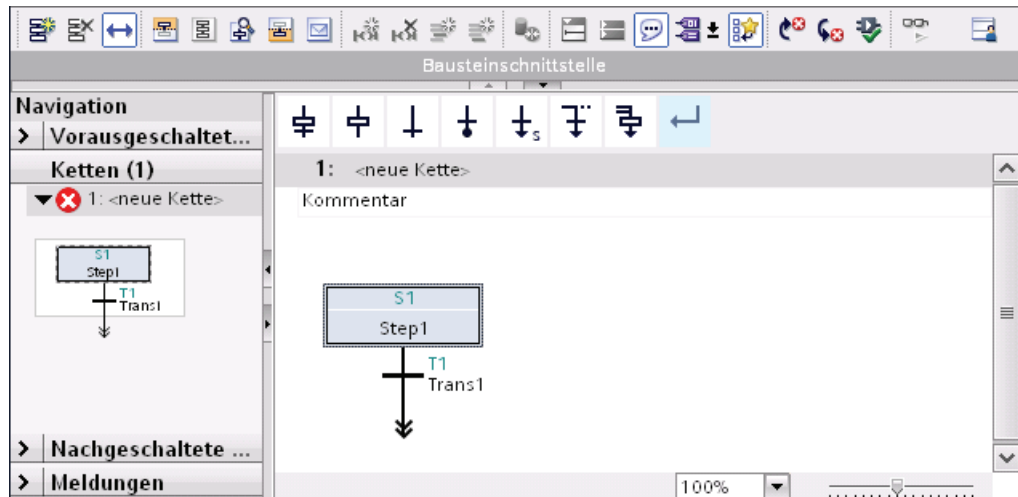 Bausteinschnittstelle
Navigation
Vorausgeschaltet...
Ketten (1)
1: <neue Kette>
S1
Step1
T1
Trans1
Nachgeschaltete ...
Meldungen
s
1: <neue Kette>
Kommentar
S1
Step1
T1
Trans1
100%